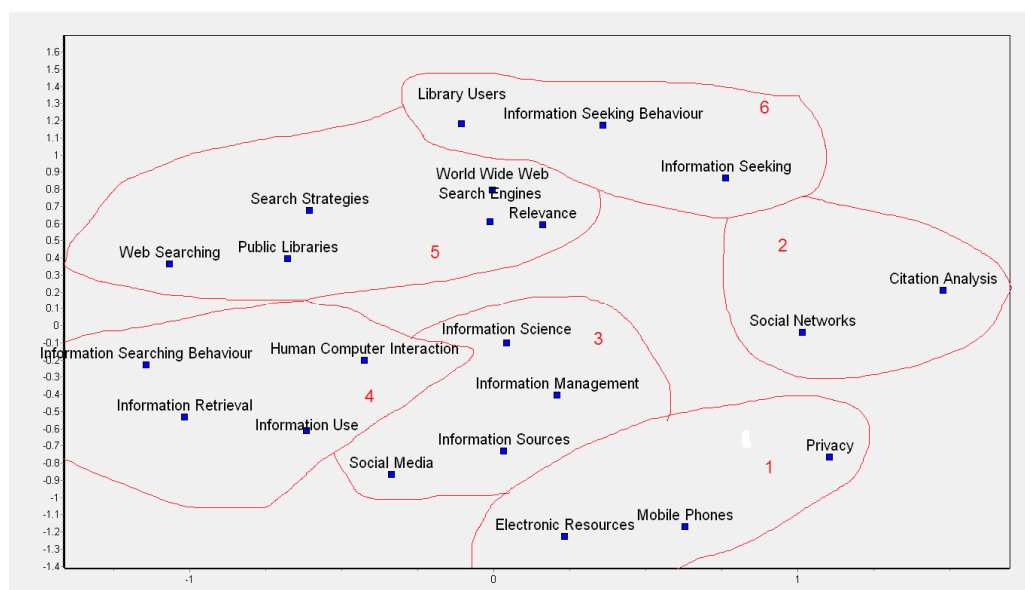 1.6
1.5
1.4
1.3
1.2
1.1
1
0.9
0.8
0.7
0.6
0.5
0.4
0.3
0.2
0.1
0
-0.1
-0.2
-0.3
-0.4
-0.5
-0.6
-0.7
-0.8
-0.9
-1
-1.1
-1.2
-1.3
-1.4
Library Users
6
Information Seeking Behaviour
Information Seeking
World Wide Web
Search Engines
Search Strategies
Relevance
Public Libraries
Web Searching
5
2
Citation Analysis
Social Networks
Information Science
3
Human Computer Interaction
Information Searching Behaviour
Information Management
4
Information Retrieval
Information Use
Information Sources
Social Media
Privacy
1
Mobile Phones
Electronic Resources
-1
0
1